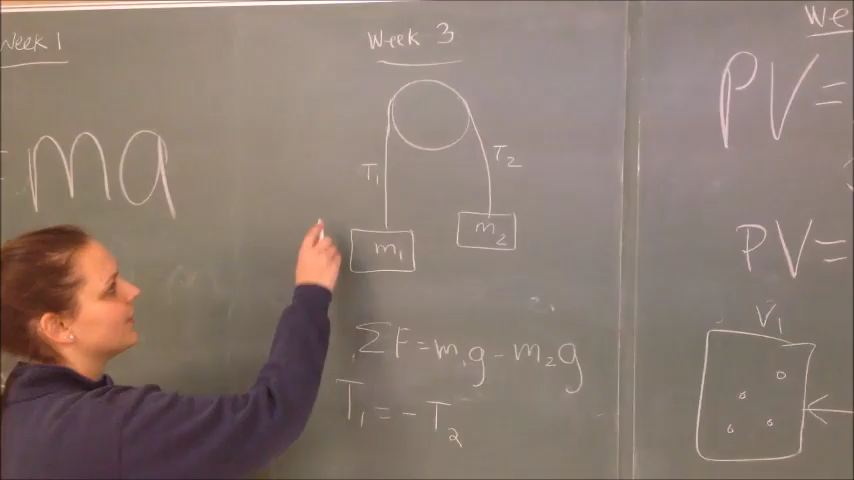 Week 1
= ma
Week 3
T₁
T₂
m₁
m₂
ΣF = m₁g - m₂g
T₁ = - T₂
We
PV =
PV =
V₁